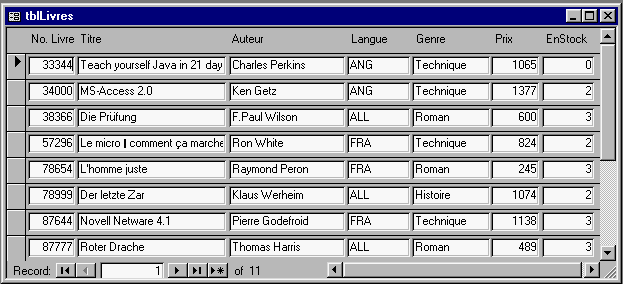 tblLivres
No. Livre Titre Auteur Langue Genre Prix EnStock
33344 Teach yourself Java in 21 day Charles Perkins ANG Technique 1065 0
34000 MS-Access 2.0 Ken Getz ANG Technique 1377 2
38366 Die Prüfung F.Paul Wilson ALL Roman 600 3
57296 Le micro comment ça marche Ron White FRA Technique 824 2
78654 L'homme juste Raymond Peron FRA Roman 245 3
78999 Der letzte Zar Klaus Werheim ALL Histoire 1074 2
87644 Novell Netware 4.1 Pierre Godefroid FRA Technique 1138 3
87777 Roter Drache Thomas Harris ALL Roman 489 3
Record: 1 of 11